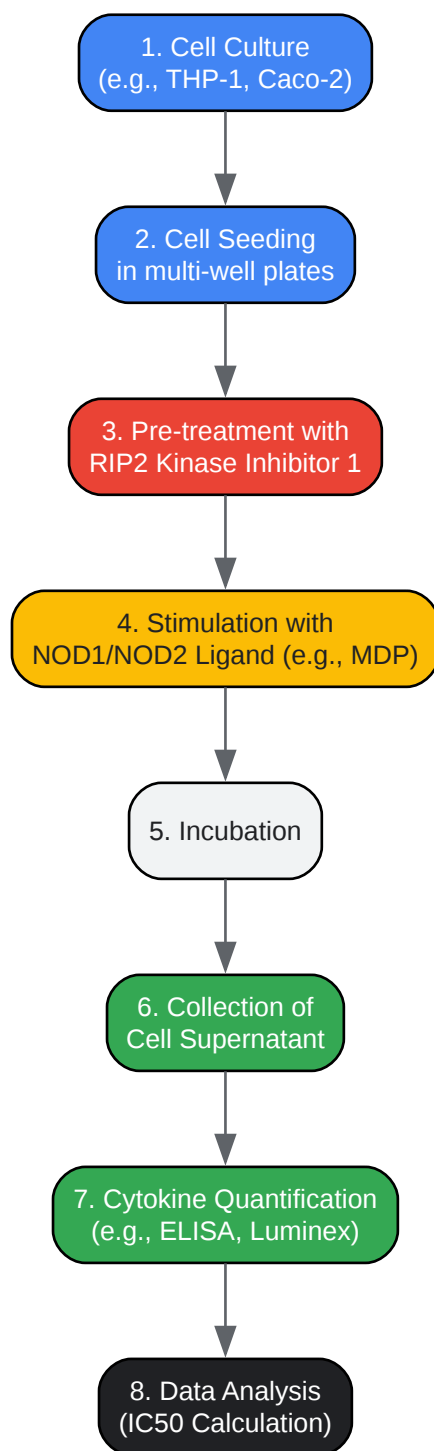 1. Cell Culture
(e.g., THP-1, Caco-2)
2. Cell Seeding
in multi-well plates
3. Pre-treatment with
RIP2 Kinase Inhibitor 1
4. Stimulation with
NOD1/NOD2 Ligand (e.g., MDP)
5. Incubation
6. Collection of
Cell Supernatant
7. Cytokine Quantification
(e.g., ELISA, Luminex)
8. Data Analysis
(IC50 Calculation)